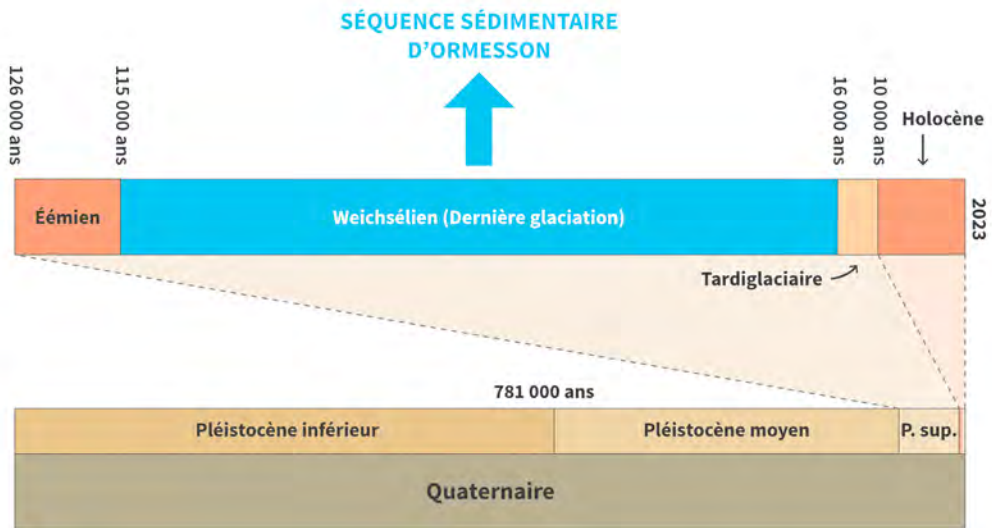 SÉQUENCE SÉDIMENTAIRE
D'ORMESSON
126 000 ans
115 000 ans
16 000 ans
10 000 ans
Holocène
Éémien
Weichsélien (Dernière glaciation)
2023
Tardiglaciaire
781 000 ans
Pléistocène inférieur
Pléistocène moyen
P. sup.
Quaternaire